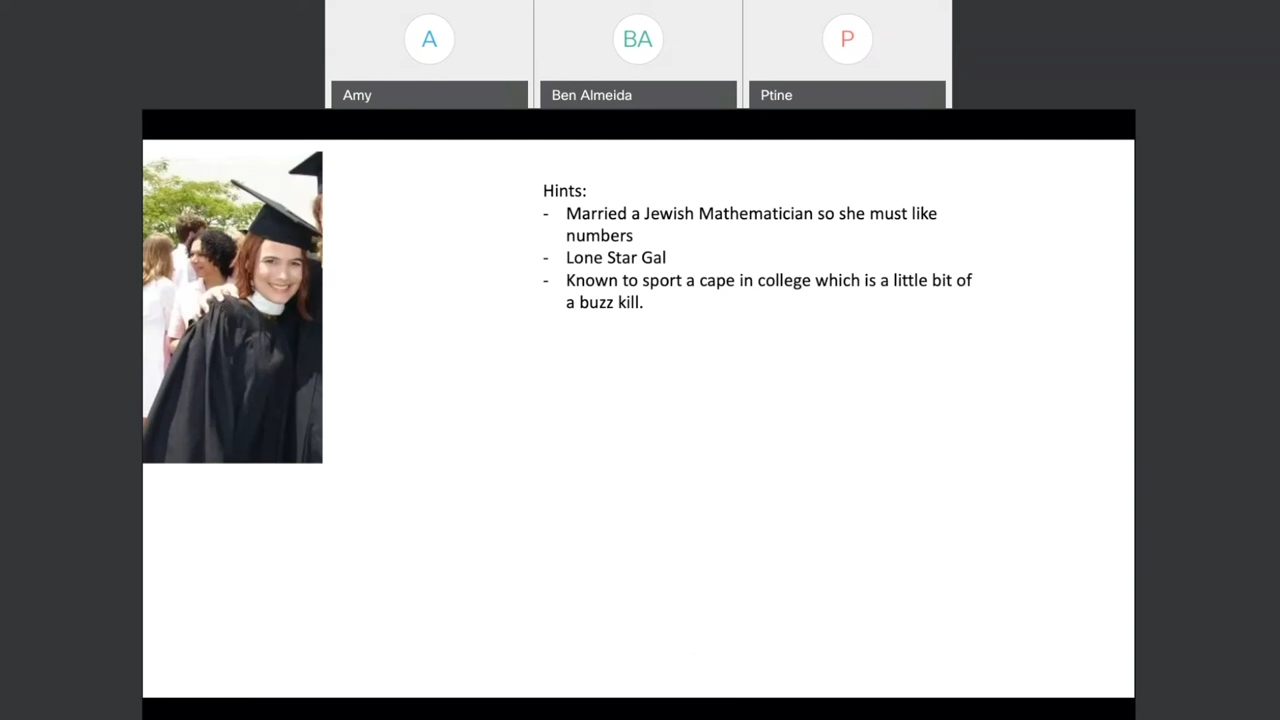 A
BA
P
Amy
Ben Almeida
Ptine
Hints:
- Married a Jewish Mathematician so she must like
numbers
- Lone Star Gal
- Known to sport a cape in college which is a little bit of
a buzz kill.